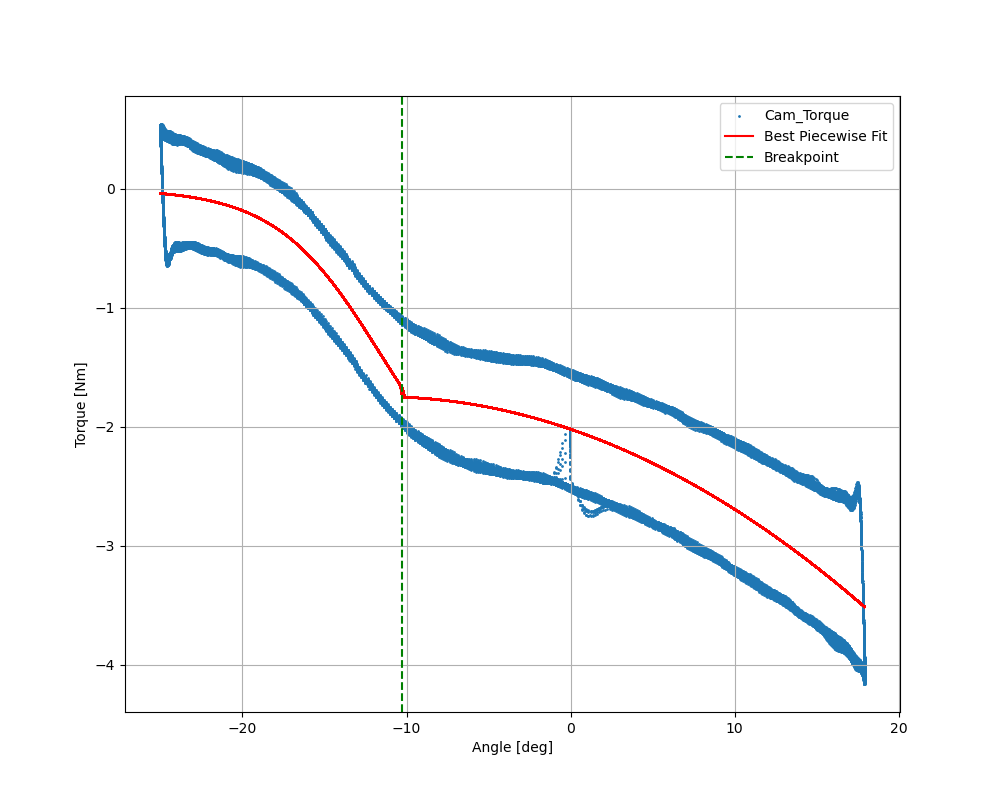 Cam_Torque
Best Piecewise Fit
Breakpoint
0
−1
−2
−3
−4
Torque [Nm]
−20
−10
0
10
20
Angle [deg]